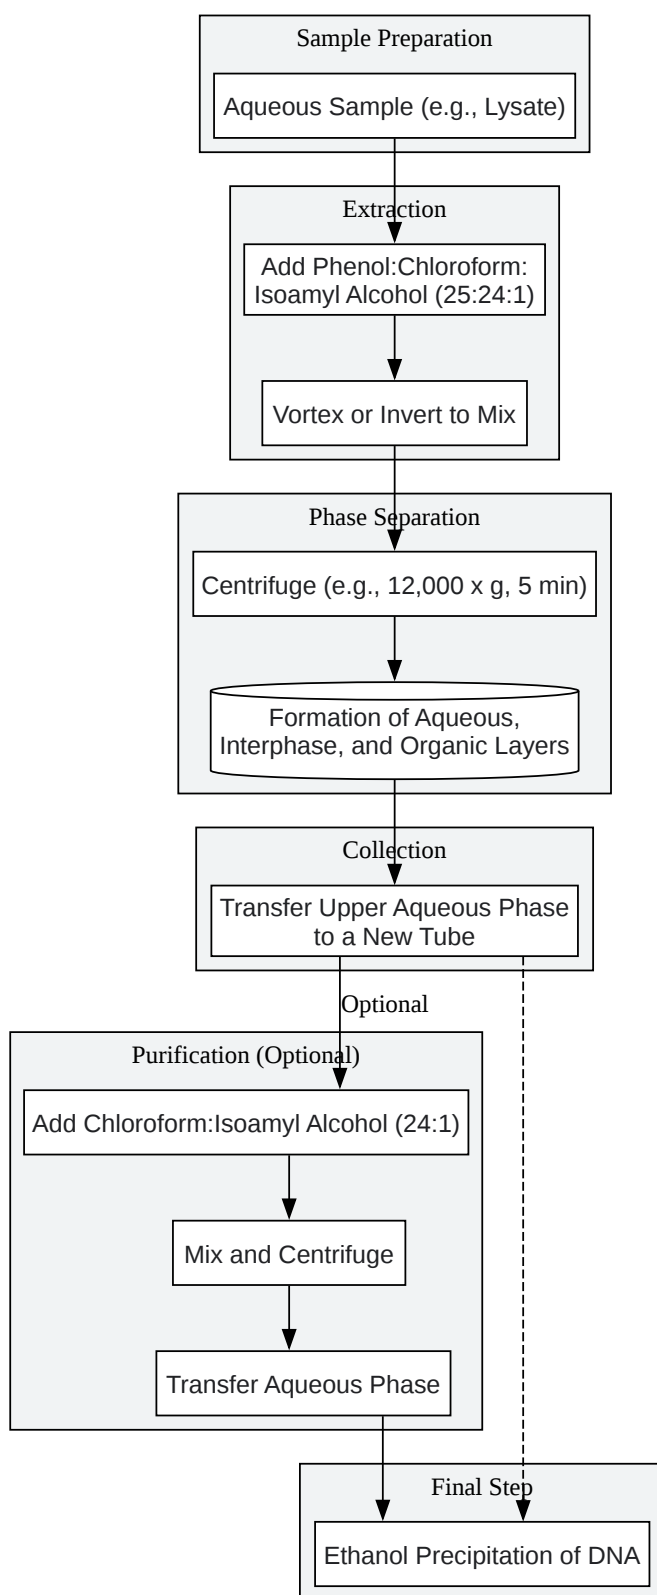 Sample Preparation
Aqueous Sample (e.g., Lysate)
Extraction
Add Phenol:Chloroform:
Isoamyl Alcohol (25:24:1)
Vortex or Invert to Mix
Phase Separation
Centrifuge (e.g., 12,000 x g, 5 min)
Formation of Aqueous,
Interphase, and Organic Layers
Collection
Transfer Upper Aqueous Phase
to a New Tube
Optional
Purification (Optional)
Add Chloroform:Isoamyl Alcohol (24:1)
Mix and Centrifuge
Transfer Aqueous Phase
Final Step
Ethanol Precipitation of DNA